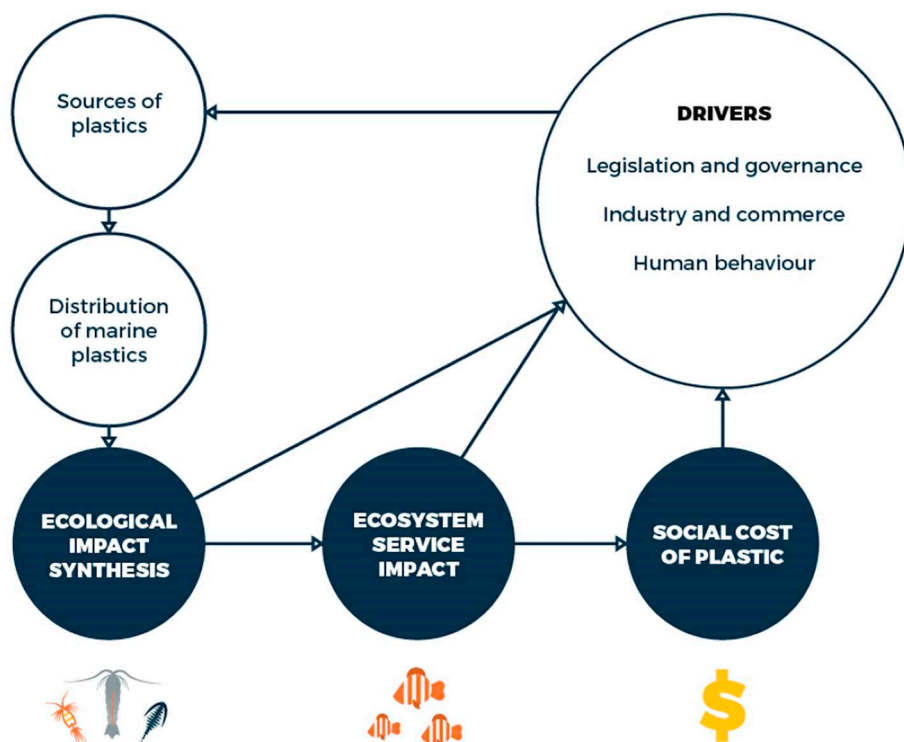 Sources of
plastics
DRIVERS
Legislation and governance
Industry and commerce
Human behaviour
Distribution
of marine
plastics
ECOLOGICAL
IMPACT
SYNTHESIS
ECOSYSTEM
SERVICE
IMPACT
SOCIAL COST
OF PLASTIC
$